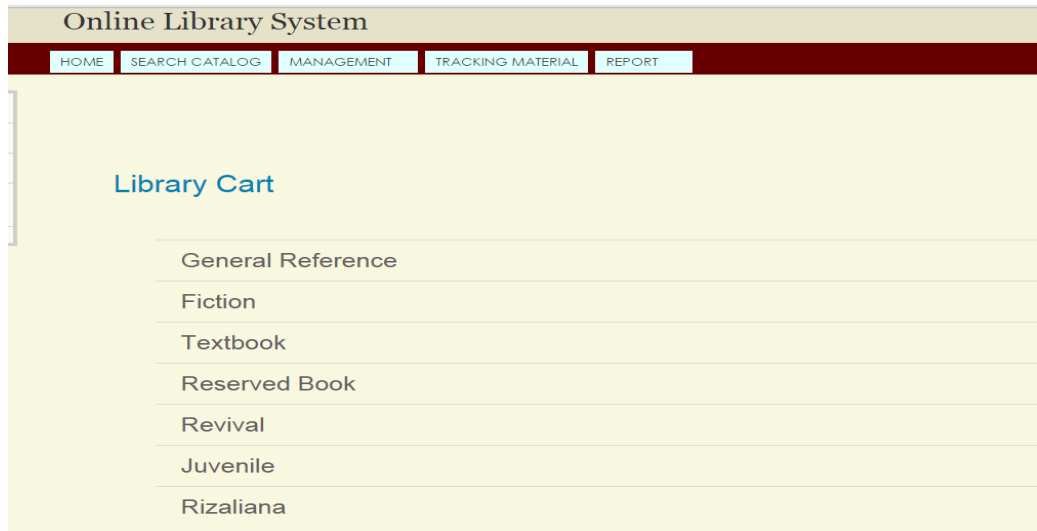 Online Library System
HOME SEARCH CATALOG MANAGEMENT TRACKING MATERIAL REPORT
Library Cart
General Reference
Fiction
Textbook
Reserved Book
Revival
Juvenile
Rizaliana